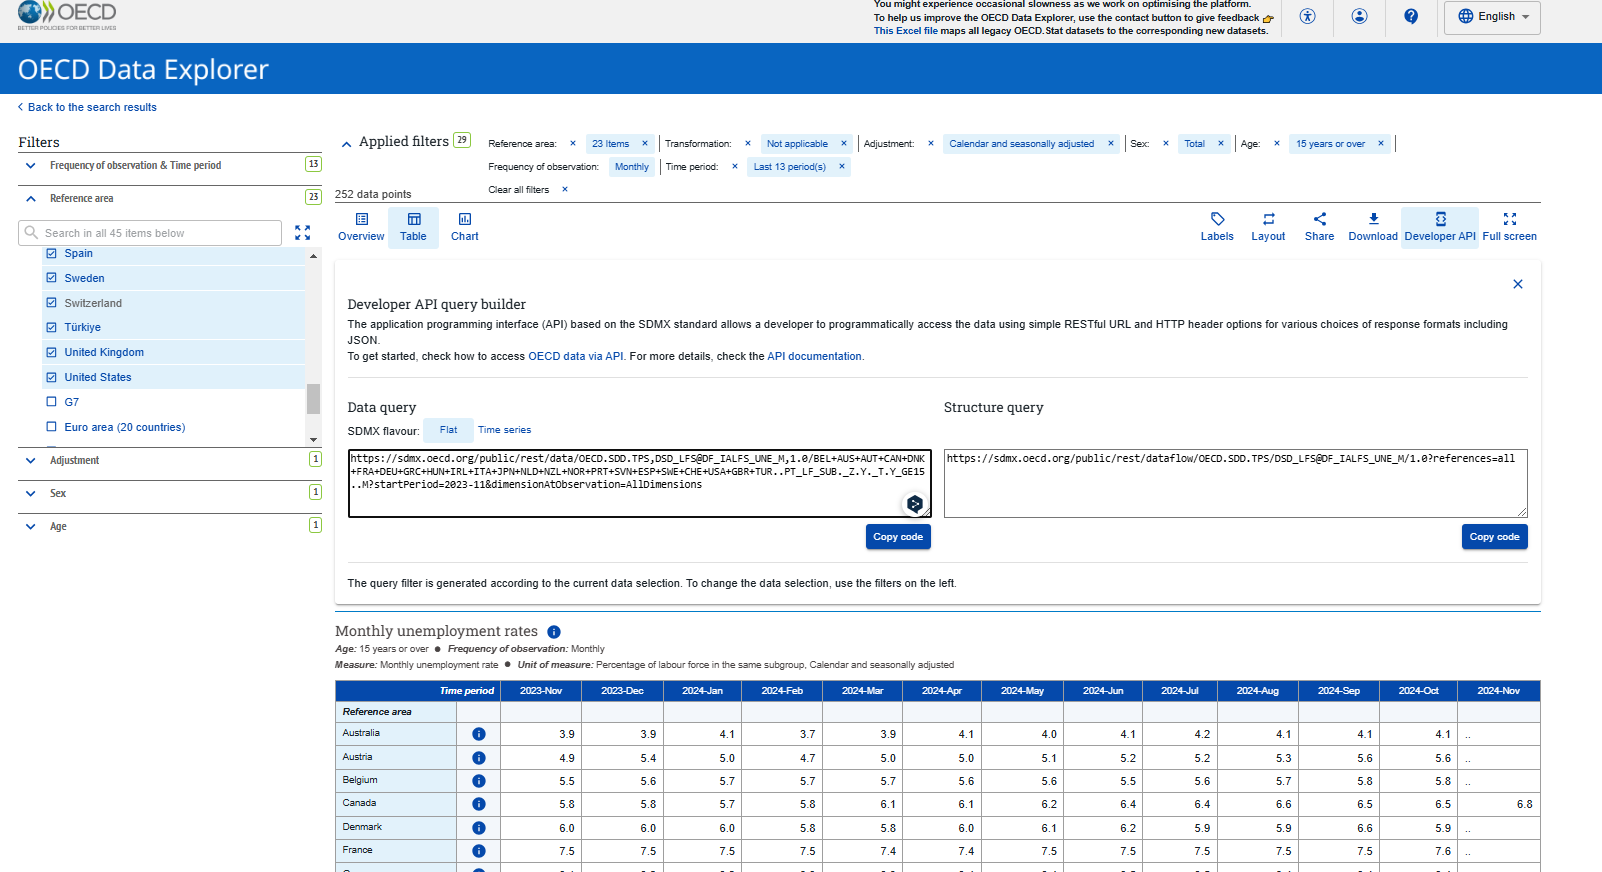 OECD
BETTER POLICIES FOR BETTER LIVES
You might experience occasional slowness as we work on optimising the platform.
To help us improve the OECD Data Explorer, use the contact button to give feedback 👉
This Excel file maps all legacy OECD.Stat datasets to the corresponding new datasets.
English
OECD Data Explorer
Back to the search results
Filters
Frequency of observation & Time period 13
Reference area 23
Search in all 45 items below
Spain
Sweden
Switzerland
Türkiye
United Kingdom
United States
G7
Euro area (20 countries)
Adjustment 1
Sex 1
Age 1
Applied filters 29
Reference area: × 23 Items × Transformation: × Not applicable × Adjustment: × Calendar and seasonally adjusted × Sex: × Total × Age: × 15 years or over ×
Frequency of observation: Monthly Time period: × Last 13 period(s) ×
Clear all filters ×
252 data points
Overview Table Chart Labels Layout Share Download Developer API Full screen
Developer API query builder
The application programming interface (API) based on the SDMX standard allows a developer to programmatically access the data using simple RESTful URL and HTTP header options for various choices of response formats including
JSON.
To get started, check how to access OECD data via API. For more details, check the API documentation.
Data query
SDMX flavour: Flat Time series
https://sdmx.oecd.org/public/rest/data/OECD.SDD.TPS,DSD_LFS@DF_IALFS_UNE_M,1.0/BEL+AUS+AUT+CAN+DNK
+FRA+DEU+GRC+HUN+IRL+ITA+JPN+NLD+NZL+NOR+PRT+SVN+ESP+SWE+CHE+USA+GBR+TUR..PT_LF_SUB._Z.Y._T.Y_GE15
..M?startPeriod=2023-11&dimensionAtObservation=AllDimensions
Copy code
Structure query
https://sdmx.oecd.org/public/rest/dataflow/OECD.SDD.TPS/DSD_LFS@DF_IALFS_UNE_M/1.0?references=all
Copy code
The query filter is generated according to the current data selection. To change the data selection, use the filters on the left.
Monthly unemployment rates
Age: 15 years or over ● Frequency of observation: Monthly
Measure: Monthly unemployment rate ● Unit of measure: Percentage of labour force in the same subgroup, Calendar and seasonally adjusted
Time period 2023-Nov 2023-Dec 2024-Jan 2024-Feb 2024-Mar 2024-Apr 2024-May 2024-Jun 2024-Jul 2024-Aug 2024-Sep 2024-Oct 2024-Nov
Reference area
Australia 3.9 3.9 4.1 3.7 3.9 4.1 4.0 4.1 4.2 4.1 4.1 4.1 ..
Austria 4.9 5.4 5.0 4.7 5.0 5.0 5.1 5.2 5.2 5.3 5.6 5.6 ..
Belgium 5.5 5.6 5.7 5.7 5.7 5.6 5.6 5.5 5.6 5.7 5.8 5.8 ..
Canada 5.8 5.8 5.7 5.8 6.1 6.1 6.2 6.4 6.4 6.6 6.5 6.5 6.8
Denmark 6.0 6.0 6.0 5.8 5.8 6.0 6.1 6.2 5.9 5.9 6.6 5.9 ..
France 7.5 7.5 7.5 7.5 7.4 7.4 7.5 7.5 7.5 7.5 7.5 7.6 ..